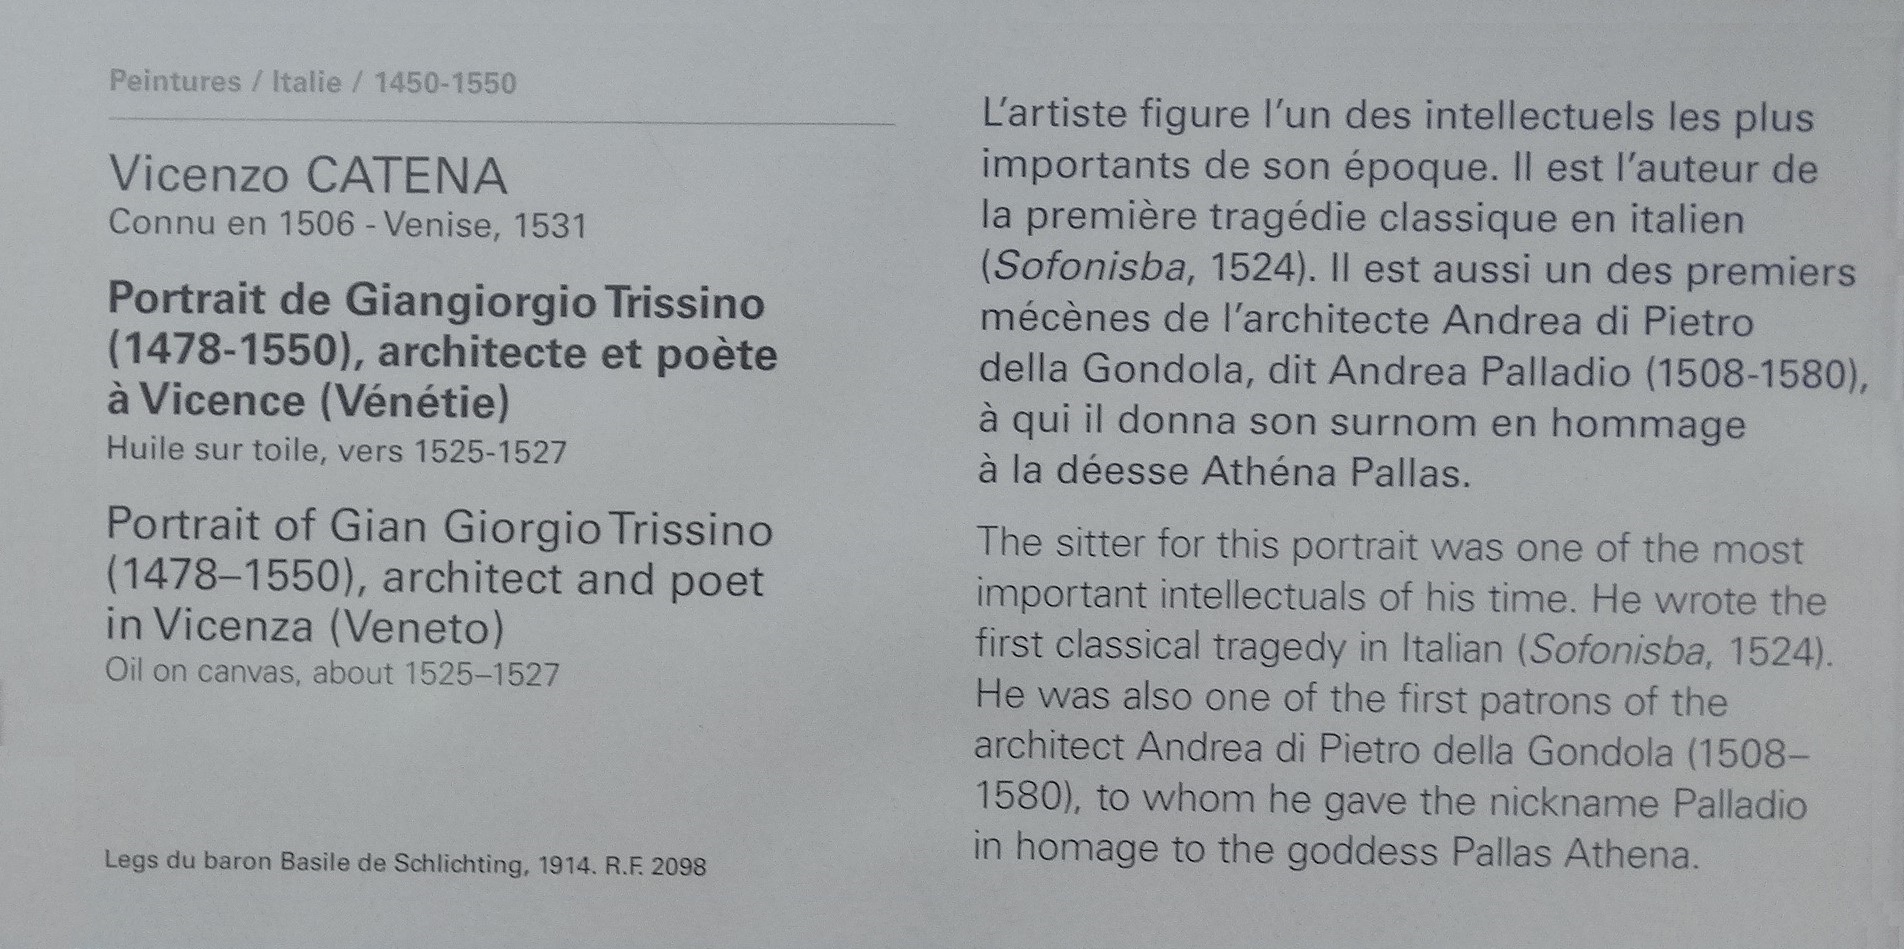 Peintures / Italie / 1450-1550
Vicenzo CATENA
Connu en 1506 - Venise, 1531
Portrait de Giangiorgio Trissino
(1478-1550), architecte et poète
à Vicence (Vénétie)
Huile sur toile, vers 1525-1527
Portrait of Gian Giorgio Trissino
(1478–1550), architect and poet
in Vicenza (Veneto)
Oil on canvas, about 1525–1527
Legs du baron Basile de Schlichting, 1914. R.F. 2098
L'artiste figure l'un des intellectuels les plus
importants de son époque. Il est l'auteur de
la première tragédie classique en italien
(Sofonisba, 1524). Il est aussi un des premiers
mécènes de l'architecte Andrea di Pietro
della Gondola, dit Andrea Palladio (1508-1580),
à qui il donna son surnom en hommage
à la déesse Athéna Pallas.
The sitter for this portrait was one of the most
important intellectuals of his time. He wrote the
first classical tragedy in Italian (Sofonisba, 1524).
He was also one of the first patrons of the
architect Andrea di Pietro della Gondola (1508–
1580), to whom he gave the nickname Palladio
in homage to the goddess Pallas Athena.